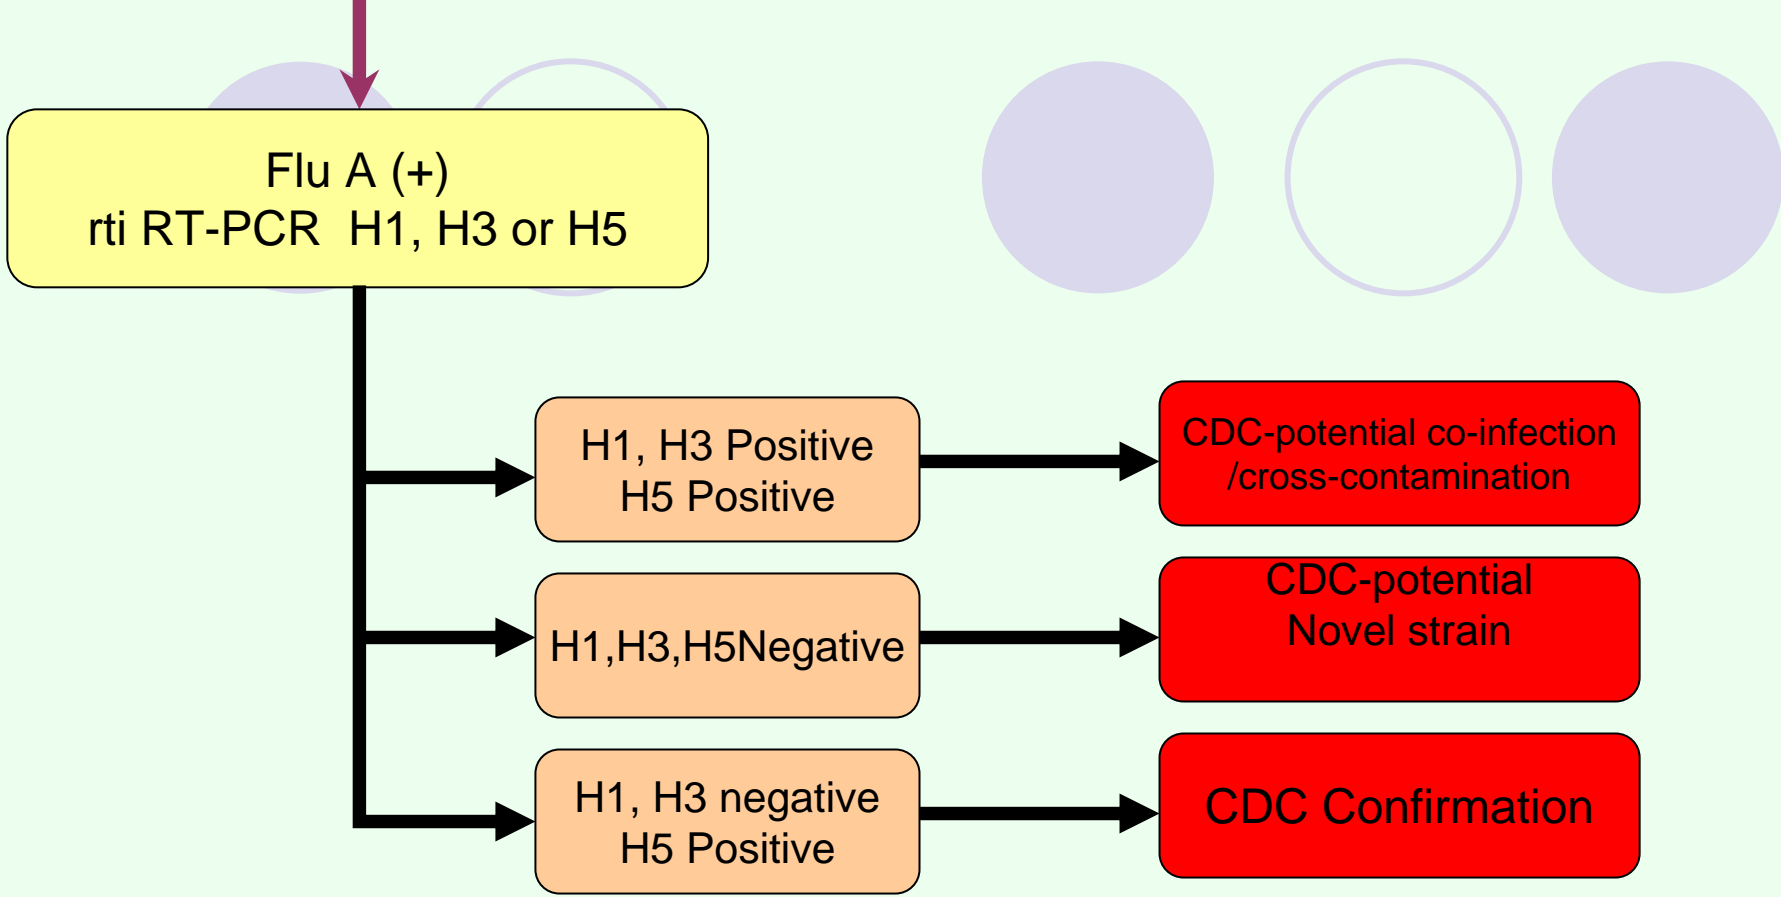 Flu A (+)
rti RT-PCR  H1, H3 or H5
H1, H3 Positive
H5 Positive
CDC-potential co-infection
/cross-contamination
H1,H3,H5Negative
CDC-potential
Novel strain
H1, H3 negative
H5 Positive
CDC Confirmation